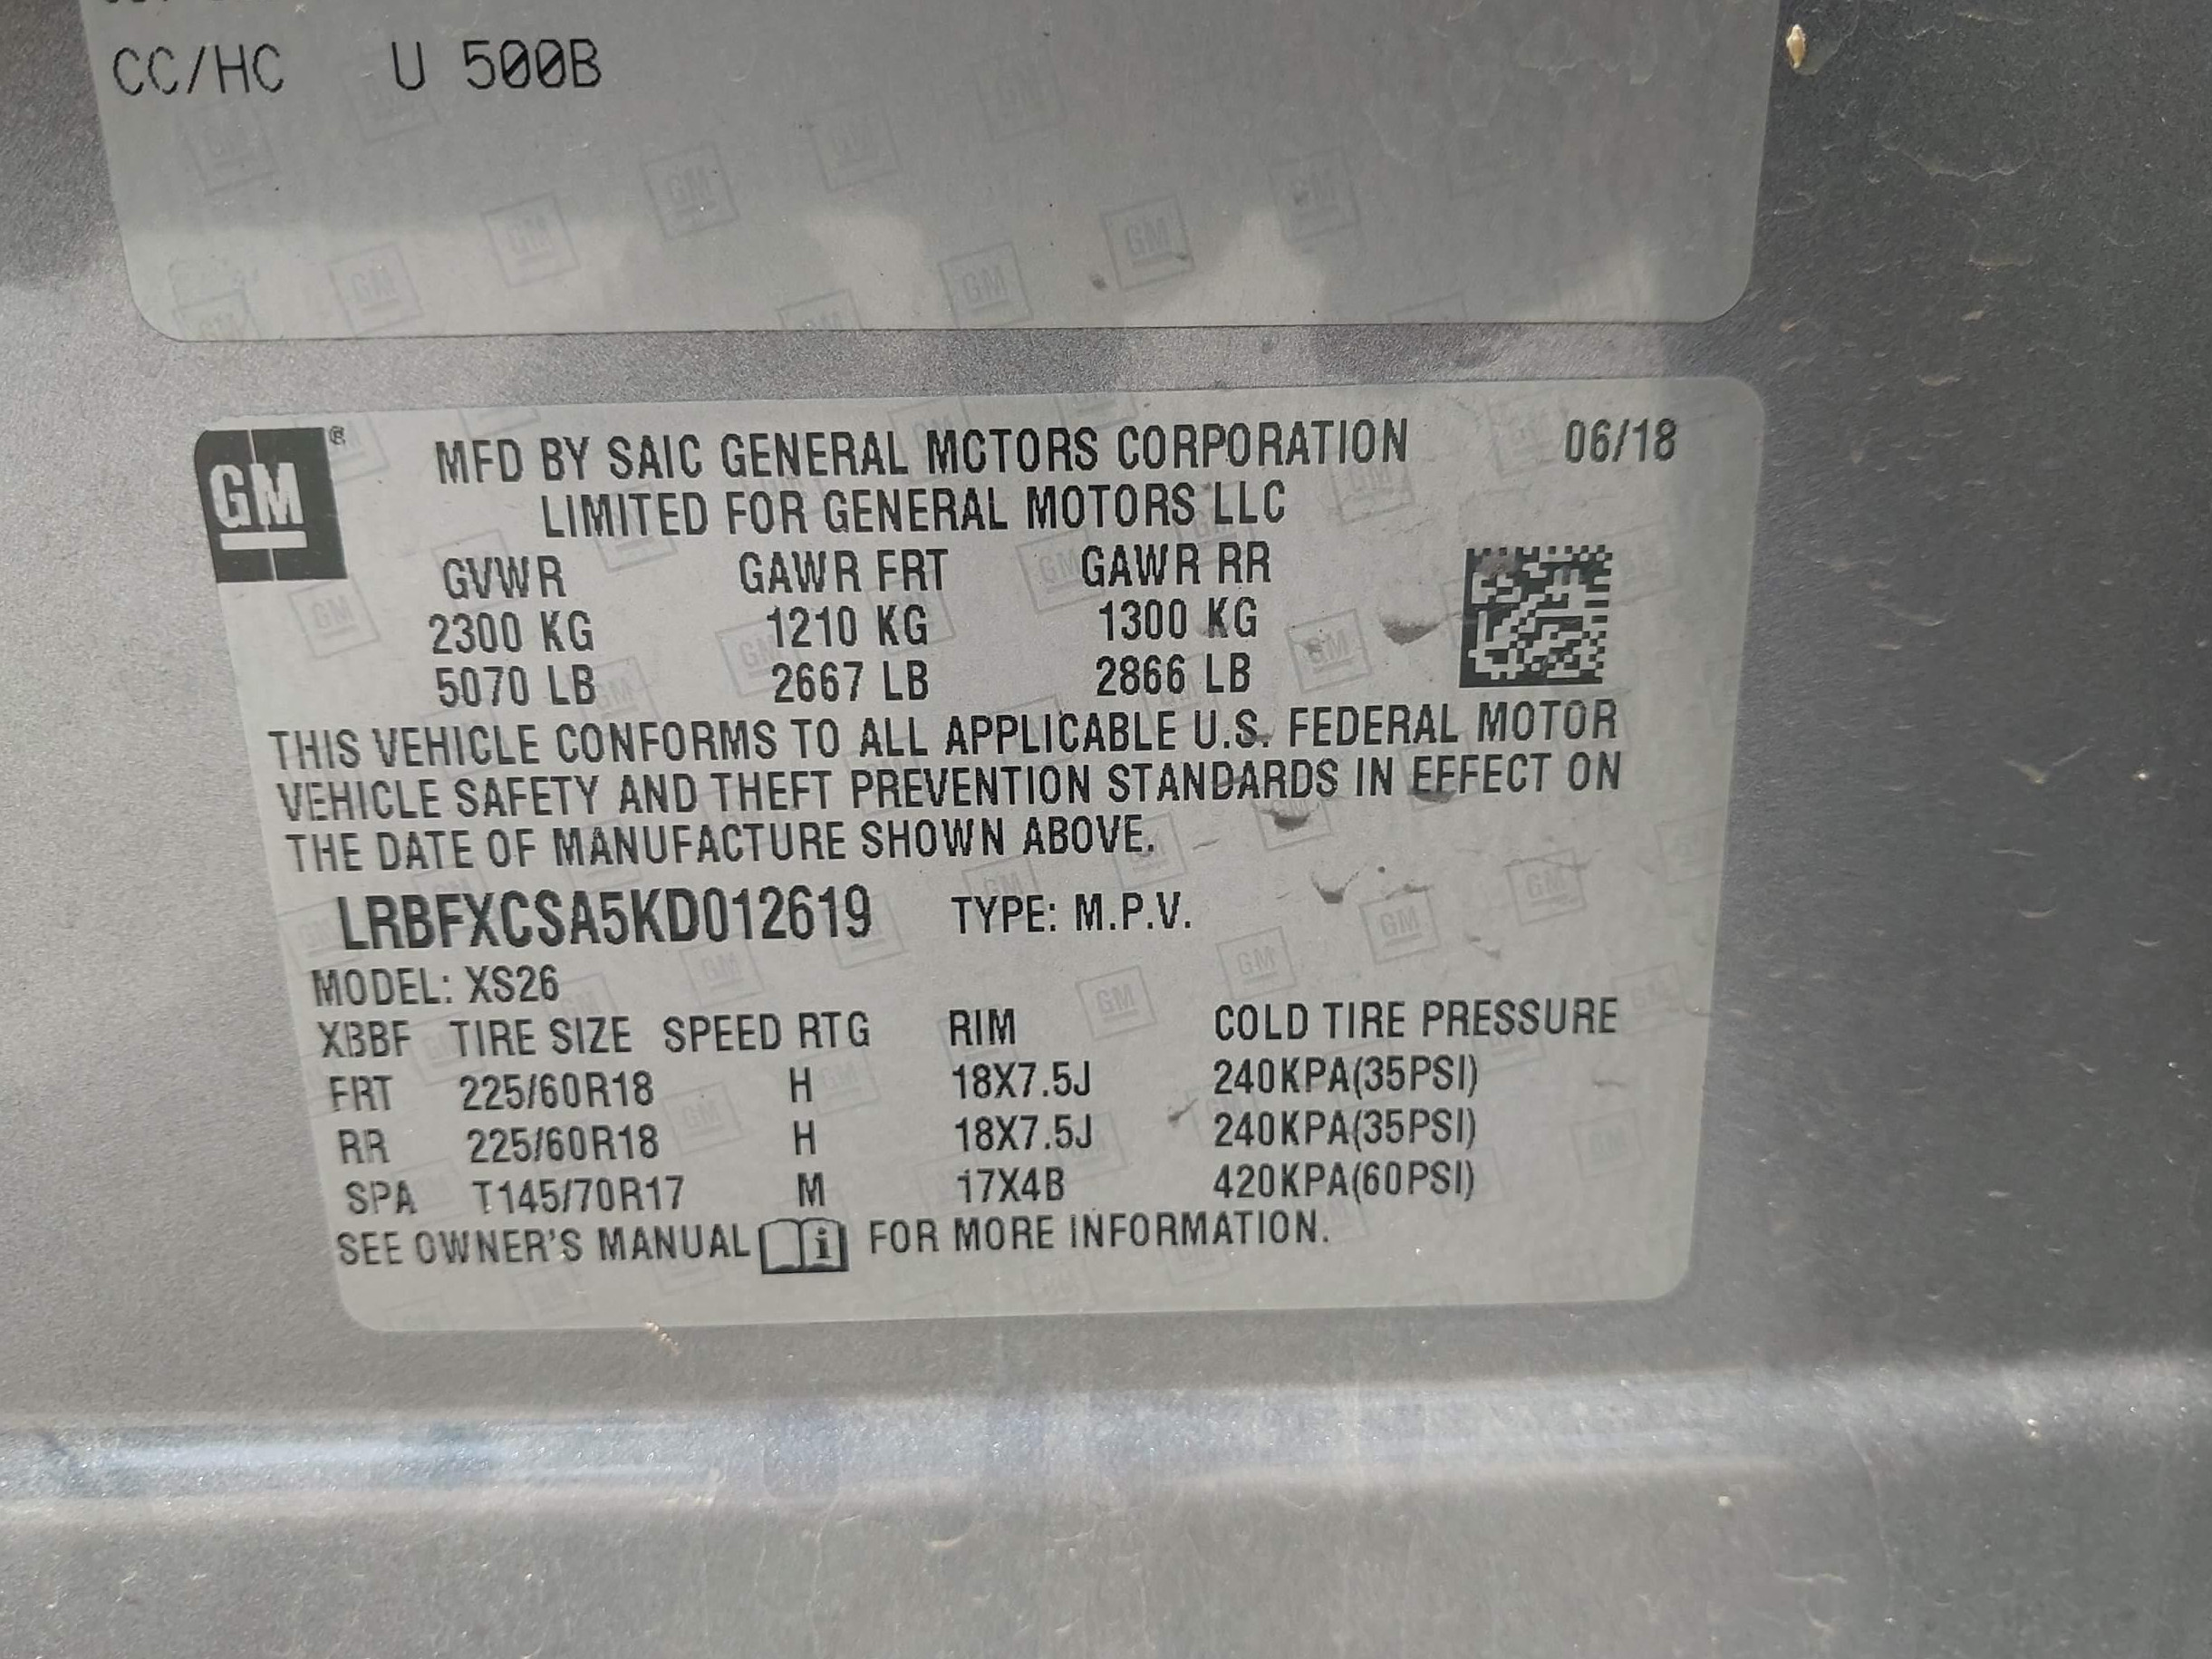 CC/HC U 500B
GM ®
MFD BY SAIC GENERAL MOTORS CORPORATION 06/18
LIMITED FOR GENERAL MOTORS LLC
GVWR GAWR FRT GAWR RR
2300 KG 1210 KG 1300 KG
5070 LB 2667 LB 2866 LB
THIS VEHICLE CONFORMS TO ALL APPLICABLE U.S. FEDERAL MOTOR
VEHICLE SAFETY AND THEFT PREVENTION STANDARDS IN EFFECT ON
THE DATE OF MANUFACTURE SHOWN ABOVE.
LRBFXCSA5KD012619 TYPE: M.P.V.
MODEL: XS26
XBBF TIRE SIZE SPEED RTG RIM COLD TIRE PRESSURE
FRT 225/60R18 H 18X7.5J 240KPA(35PSI)
RR 225/60R18 H 18X7.5J 240KPA(35PSI)
SPA T145/70R17 M 17X4B 420KPA(60PSI)
SEE OWNER'S MANUAL i FOR MORE INFORMATION.